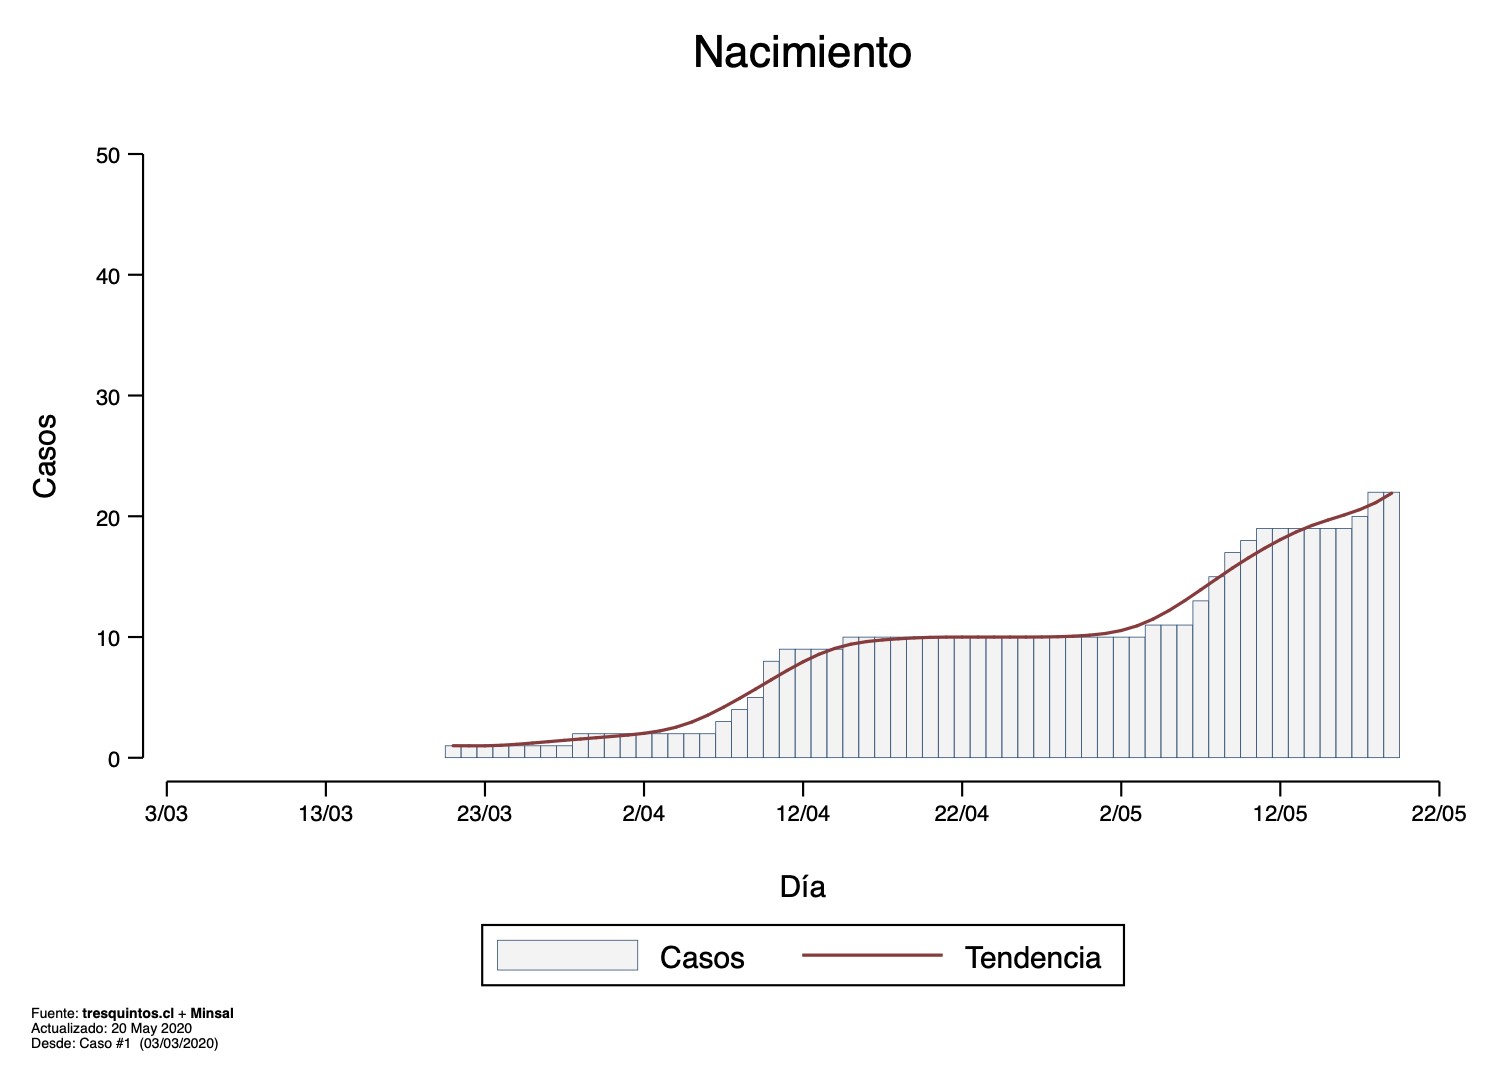 Nacimiento
50
40
30
20
10
0
Casos
3/03 13/03 23/03 2/04 12/04 22/04 2/05 12/05 22/05
Día
Casos Tendencia
Fuente: tresquintos.cl + Minsal
Actualizado: 20 May 2020
Desde: Caso #1 (03/03/2020)